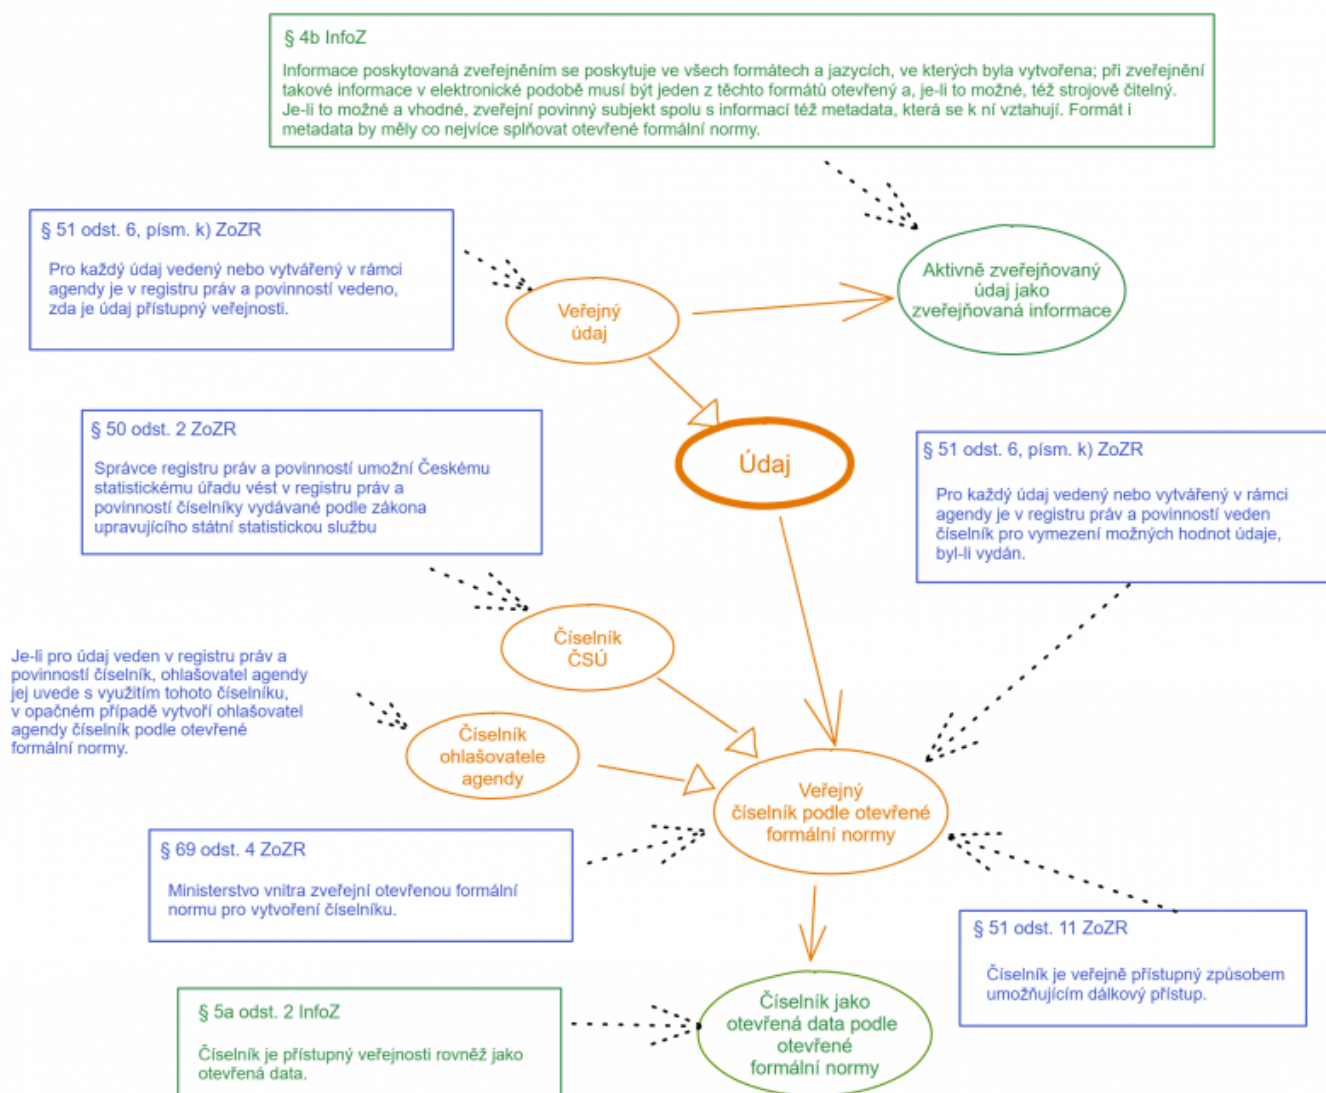 § 4b InfoZ
Informace poskytovaná zveřejněním se poskytuje ve všech formátech a jazycích, ve kterých byla vytvořena; při zveřejnění
takové informace v elektronické podobě musí být jeden z těchto formátů otevřený a, je-li to možné, též strojově čitelný.
Je-li to možné a vhodné, zveřejní povinný subjekt spolu s informací též metadata, která se k ní vztahují. Formát i
metadata by měly co nejvíce splňovat otevřené formální normy.
§ 51 odst. 6, písm. k) ZoZR
Pro každý údaj vedený nebo vytvářený v rámci
agendy je v registru práv a povinností vedeno,
zda je údaj přístupný veřejnosti.
Veřejný
údaj
Aktivně zveřejňovaný
údaj jako
zveřejňovaná informace
§ 50 odst. 2 ZoZR
Správce registru práv a povinností umožní Českému
statistickému úřadu vést v registru práv a
povinností číselníky vydávané podle zákona
upravujícího státní statistickou službu
Údaj
§ 51 odst. 6, písm. k) ZoZR
Pro každý údaj vedený nebo vytvářený v rámci
agendy je v registru práv a povinností veden
číselník pro vymezení možných hodnot údaje,
byl-li vydán.
Číselník
ČSÚ
Je-li pro údaj veden v registru práv a
povinností číselník, ohlašovatel agendy
jej uvede s využitím tohoto číselníku,
v opačném případě vytvoří ohlašovatel
agendy číselník podle otevřené
formální normy.
Číselník
ohlašovatele
agendy
Veřejný
číselník podle otevřené
formální normy
§ 69 odst. 4 ZoZR
Ministerstvo vnitra zveřejní otevřenou formální
normu pro vytvoření číselníku.
§ 51 odst. 11 ZoZR
Číselník je veřejně přístupný způsobem
umožňujícím dálkový přístup.
§ 5a odst. 2 InfoZ
Číselník je přístupný veřejnosti rovněž jako
otevřená data.
Číselník jako
otevřená data podle
otevřené
formální normy